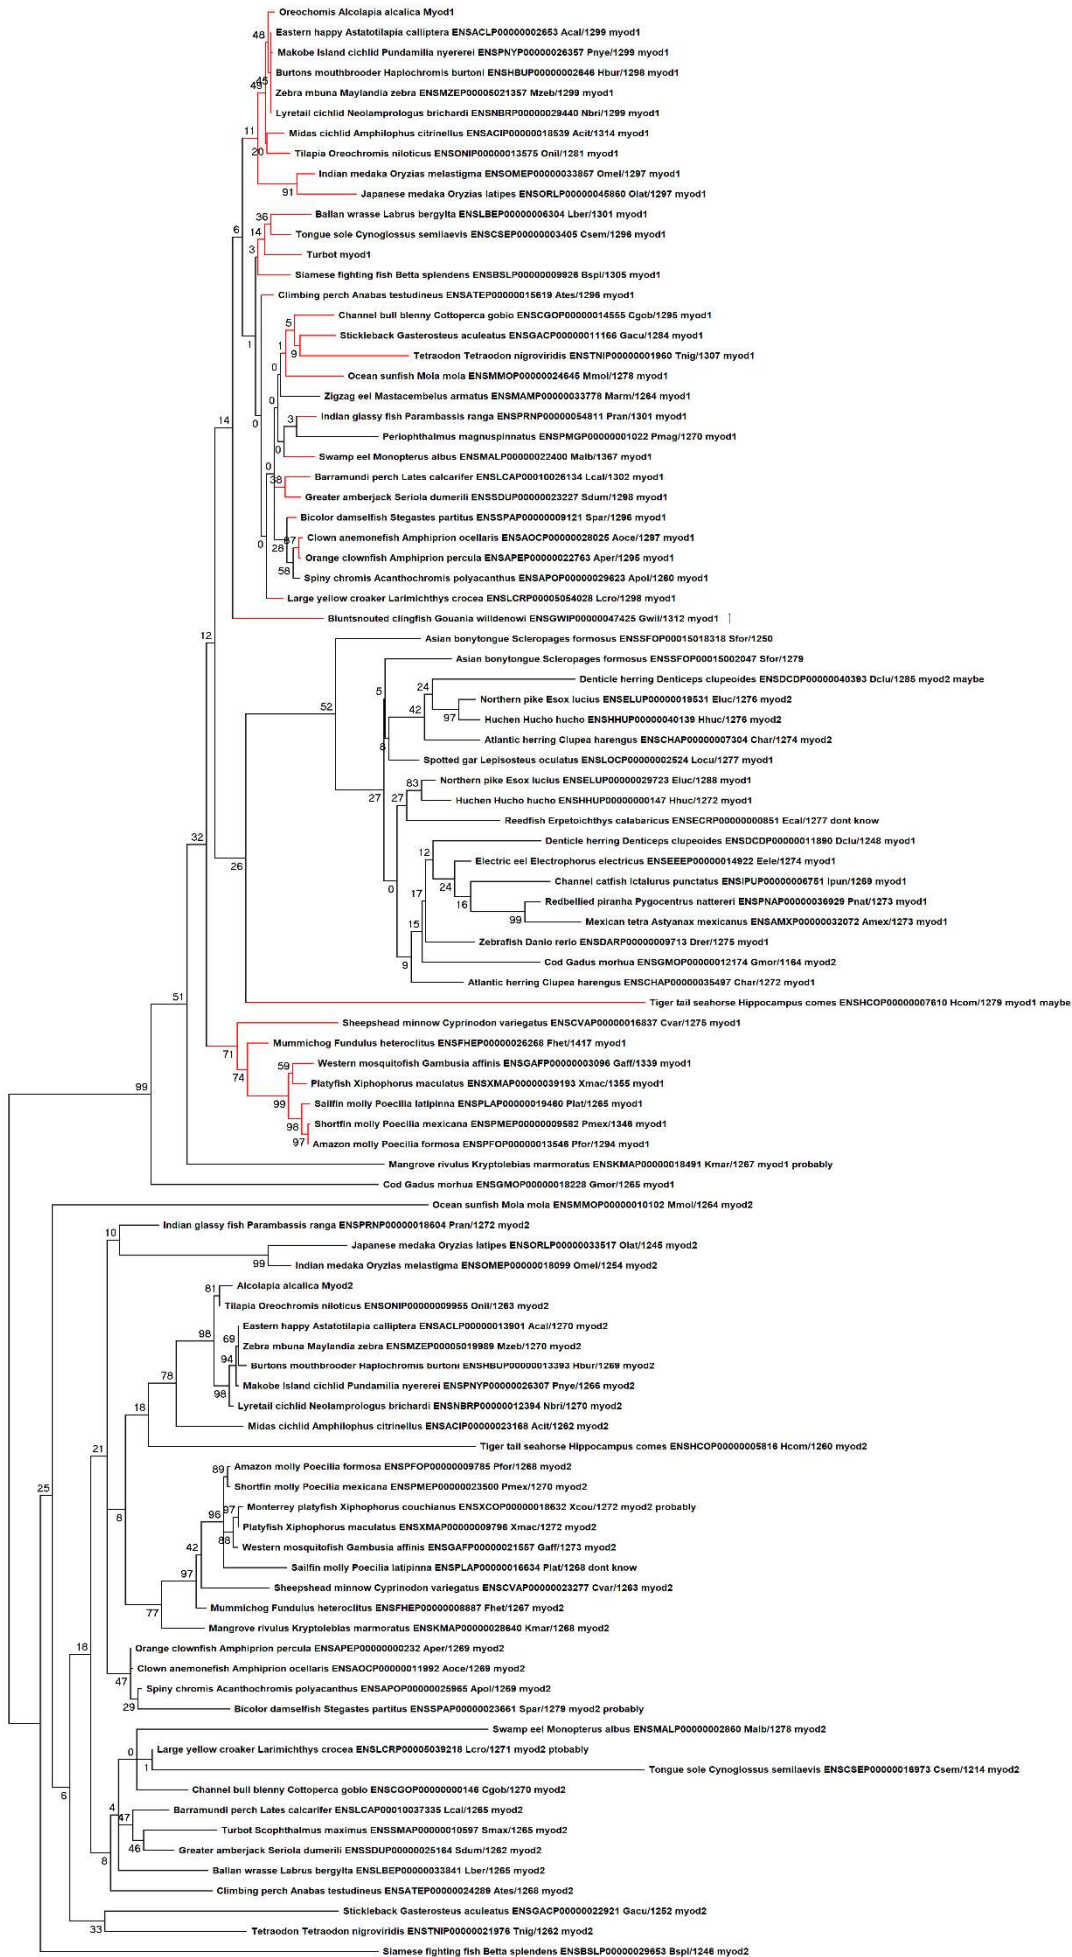 Oreochomis Alcolapia alcalica Myod1
48
Eastern happy Astatotilapia calliptera ENSACLP00000002653 Acal/1299 myod1
Makobe Island cichlid Pundamilia nyererei ENSPNYP00000026357 Pnye/1299 myod1
Burtons mouthbrooder Haplochromis burtoni ENSHBUP00000002646 Hbur/1298 myod1
45
Zebra mbuna Maylandia zebra ENSMZEP00005021357 Mzeb/1299 myod1
Lyretail cichlid Neolamprologus brichardi ENSNBRP00000029440 Nbri/1299 myod1
11
Midas cichlid Amphilophus citrinellus ENSACIP00000018539 Acit/1314 myod1
20
Tilapia Oreochromis niloticus ENSONIP00000013575 Onil/1281 myod1
Indian medaka Oryzias melastigma ENSOMEP00000033857 Omel/1297 myod1
91
Japanese medaka Oryzias latipes ENSORLP00000045860 Olat/1297 myod1
36
Ballan wrasse Labrus bergylta ENSLBEP00000006304 Lber/1301 myod1
6
14
Tongue sole Cynoglossus semilaevis ENSCSEP00000003405 Csem/1296 myod1
3
Turbot myod1
Siamese fighting fish Betta splendens ENSBSLP00000009926 Bspl/1305 myod1
Climbing perch Anabas testudineus ENSATEP00000015619 Ates/1296 myod1
Channel bull blenny Cottoperca gobio ENSCGOP00000014555 Cgob/1295 myod1
5
Stickleback Gasterosteus aculeatus ENSGACP00000011166 Gacu/1284 myod1
1
1
9
Tetraodon Tetraodon nigroviridis ENSTNIP00000001960 Tnig/1307 myod1
0
Ocean sunfish Mola mola ENSMMOP00000024645 Mmol/1278 myod1
Zigzag eel Mastacembelus armatus ENSMAMP00000033778 Marm/1264 myod1
0
14
0
3
Indian glassy fish Parambassis ranga ENSPRNP00000054811 Pran/1301 myod1
Periophthalmus magnuspinnatus ENSPMGP00000001022 Pmag/1270 myod1
0
Swamp eel Monopterus albus ENSMALP00000022400 Malb/1367 myod1
0
38
Barramundi perch Lates calcarifer ENSLCAP00010026134 Lcal/1302 myod1
Greater amberjack Seriola dumerili ENSSDUP00000023227 Sdum/1298 myod1
Bicolor damselfish Stegastes partitus ENSSPAP00000009121 Spar/1296 myod1
87
Clown anemonefish Amphiprion ocellaris ENSAOCP00000028025 Aoce/1297 myod1
0
28
Orange clownfish Amphiprion percula ENSAPEP00000022763 Aper/1295 myod1
58
Spiny chromis Acanthochromis polyacanthus ENSAPOP00000029623 Apol/1260 myod1
Large yellow croaker Larimichthys crocea ENSLCRP00005054028 Lcro/1298 myod1
Bluntsnouted clingfish Gouania willdenowi ENSGWIP00000047425 Gwil/1312 myod1 ]
12
Asian bonytongue Scleropages formosus ENSSFOP00015018318 Sfor/1250
Asian bonytongue Scleropages formosus ENSSFOP00015002047 Sfor/1279
24
Denticle herring Denticeps clupeoides ENSDCDP00000040393 Dclu/1285 myod2 maybe
5
Northern pike Esox lucius ENSELUP00000019531 Eluc/1276 myod2
52
42
97
Huchen Hucho hucho ENSHHUP00000040139 Hhuc/1276 myod2
Atlantic herring Clupea harengus ENSCHAP00000007304 Char/1274 myod2
8
Spotted gar Lepisosteus oculatus ENSLOCP00000002524 Locu/1277 myod1
83
Northern pike Esox lucius ENSELUP00000029723 Eluc/1288 myod1
27
27
Huchen Hucho hucho ENSHHUP00000000147 Hhuc/1272 myod1
Reedfish Erpetoichthys calabaricus ENSECRP00000000851 Ecal/1277 dont know
32
Denticle herring Denticeps clupeoides ENSDCDP00000011890 Dclu/1248 myod1
12
26
Electric eel Electrophorus electricus ENSEEEP00000014922 Eele/1274 myod1
Channel catfish Ictalurus punctatus ENSIPUP00000006751 Ipun/1269 myod1
0
24
17
16
Redbellied piranha Pygocentrus nattereri ENSPNAP00000036929 Pnat/1273 myod1
99
Mexican tetra Astyanax mexicanus ENSAMXP00000032072 Amex/1273 myod1
15
Zebrafish Danio rerio ENSDARP00000009713 Drer/1275 myod1
Cod Gadus morhua ENSGMOP00000012174 Gmor/1164 myod2
9
Atlantic herring Clupea harengus ENSCHAP00000035497 Char/1272 myod1
51
Tiger tail seahorse Hippocampus comes ENSHCOP00000007610 Hcom/1279 myod1 maybe
Sheepshead minnow Cyprinodon variegatus ENSCVAP00000016837 Cvar/1275 myod1
71
Mummichog Fundulus heteroclitus ENSFHEP00000026268 Fhet/1417 myod1
74
59
Western mosquitofish Gambusia affinis ENSGAFP00000003096 Gaff/1339 myod1
99
Platyfish Xiphophorus maculatus ENSXMAP00000039193 Xmac/1355 myod1
99
Sailfin molly Poecilia latipinna ENSPLAP00000019460 Plat/1265 myod1
98
Shortfin molly Poecilia mexicana ENSPMEP00000009582 Pmex/1346 myod1
97
Amazon molly Poecilia formosa ENSPFOP00000013546 Pfor/1294 myod1
Mangrove rivulus Kryptolebias marmoratus ENSKMAP00000018491 Kmar/1267 myod1 probably
Cod Gadus morhua ENSGMOP00000018228 Gmor/1265 myod1
Ocean sunfish Mola mola ENSMMOP00000010102 Mmol/1264 myod2
10
Indian glassy fish Parambassis ranga ENSPRNP00000018604 Pran/1272 myod2
Japanese medaka Oryzias latipes ENSORLP00000033517 Olat/1245 myod2
99
Indian medaka Oryzias melastigma ENSOMEP00000018099 Omel/1254 myod2
81
Alcolapia alcalica Myod2
Tilapia Oreochromis niloticus ENSONIP00000009955 Onil/1263 myod2
98
Eastern happy Astatotilapia calliptera ENSACLP00000013901 Acal/1270 myod2
69
Zebra mbuna Maylandia zebra ENSMZEP00005019989 Mzeb/1270 myod2
94
Burtons mouthbrooder Haplochromis burtoni ENSHBUP00000013393 Hbur/1269 myod2
78
Makobe Island cichlid Pundamilia nyererei ENSPNYP00000026307 Pnye/1266 myod2
98
Lyretail cichlid Neolamprologus brichardi ENSNBRP00000012394 Nbri/1270 myod2
18
Midas cichlid Amphilophus citrinellus ENSACIP00000023168 Acit/1262 myod2
21
Tiger tail seahorse Hippocampus comes ENSHCOP00000005816 Hcom/1260 myod2
89
Amazon molly Poecilia formosa ENSPFOP00000009785 Pfor/1268 myod2
25
Shortfin molly Poecilia mexicana ENSPMEP00000023500 Pmex/1270 myod2
97
Monterrey platyfish Xiphophorus couchianus ENSXCOP00000018632 Xcou/1272 myod2 probably
8
96
Platyfish Xiphophorus maculatus ENSXMAP00000009796 Xmac/1272 myod2
88
Western mosquitofish Gambusia affinis ENSGAFP00000021557 Gaff/1273 myod2
42
Sailfin molly Poecilia latipinna ENSPLAP00000016634 Plat/1268 dont know
97
Sheepshead minnow Cyprinodon variegatus ENSCVAP00000023277 Cvar/1263 myod2
77
Mummichog Fundulus heteroclitus ENSFHEP00000008887 Fhet/1267 myod2
Mangrove rivulus Kryptolebias marmoratus ENSKMAP00000028640 Kmar/1268 myod2
18
Orange clownfish Amphiprion percula ENSAPEP00000000232 Aper/1269 myod2
Clown anemonefish Amphiprion ocellaris ENSAOCP00000011992 Aoce/1269 myod2
47
Spiny chromis Acanthochromis polyacanthus ENSAPOP00000025965 Apol/1269 myod2
29
Bicolor damselfish Stegastes partitus ENSSPAP00000023661 Spar/1279 myod2 probably
Swamp eel Monopterus albus ENSMALP00000002860 Malb/1278 myod2
0
Large yellow croaker Larimichthys crocea ENSLCRP00005039218 Lcro/1271 myod2 ptobably
1
Tongue sole Cynoglossus semilaevis ENSCSEP00000016973 Csem/1214 myod2
6
Channel bull blenny Cottoperca gobio ENSCGOP00000000146 Cgob/1270 myod2
4
47
Barramundi perch Lates calcarifer ENSLCAP00010037335 Lcal/1265 myod2
Turbot Scophthalmus maximus ENSSMAP00000010597 Smax/1265 myod2
46
8
Greater amberjack Seriola dumerili ENSSDUP00000025164 Sdum/1262 myod2
Ballan wrasse Labrus bergylta ENSLBEP00000033841 Lber/1265 myod2
Climbing perch Anabas testudineus ENSATEP00000024289 Ates/1268 myod2
Stickleback Gasterosteus aculeatus ENSGACP00000022921 Gacu/1252 myod2
33
Tetraodon Tetraodon nigroviridis ENSTNIP00000021976 Tnig/1262 myod2
Siamese fighting fish Betta splendens ENSBSLP00000029653 Bspl/1246 myod2